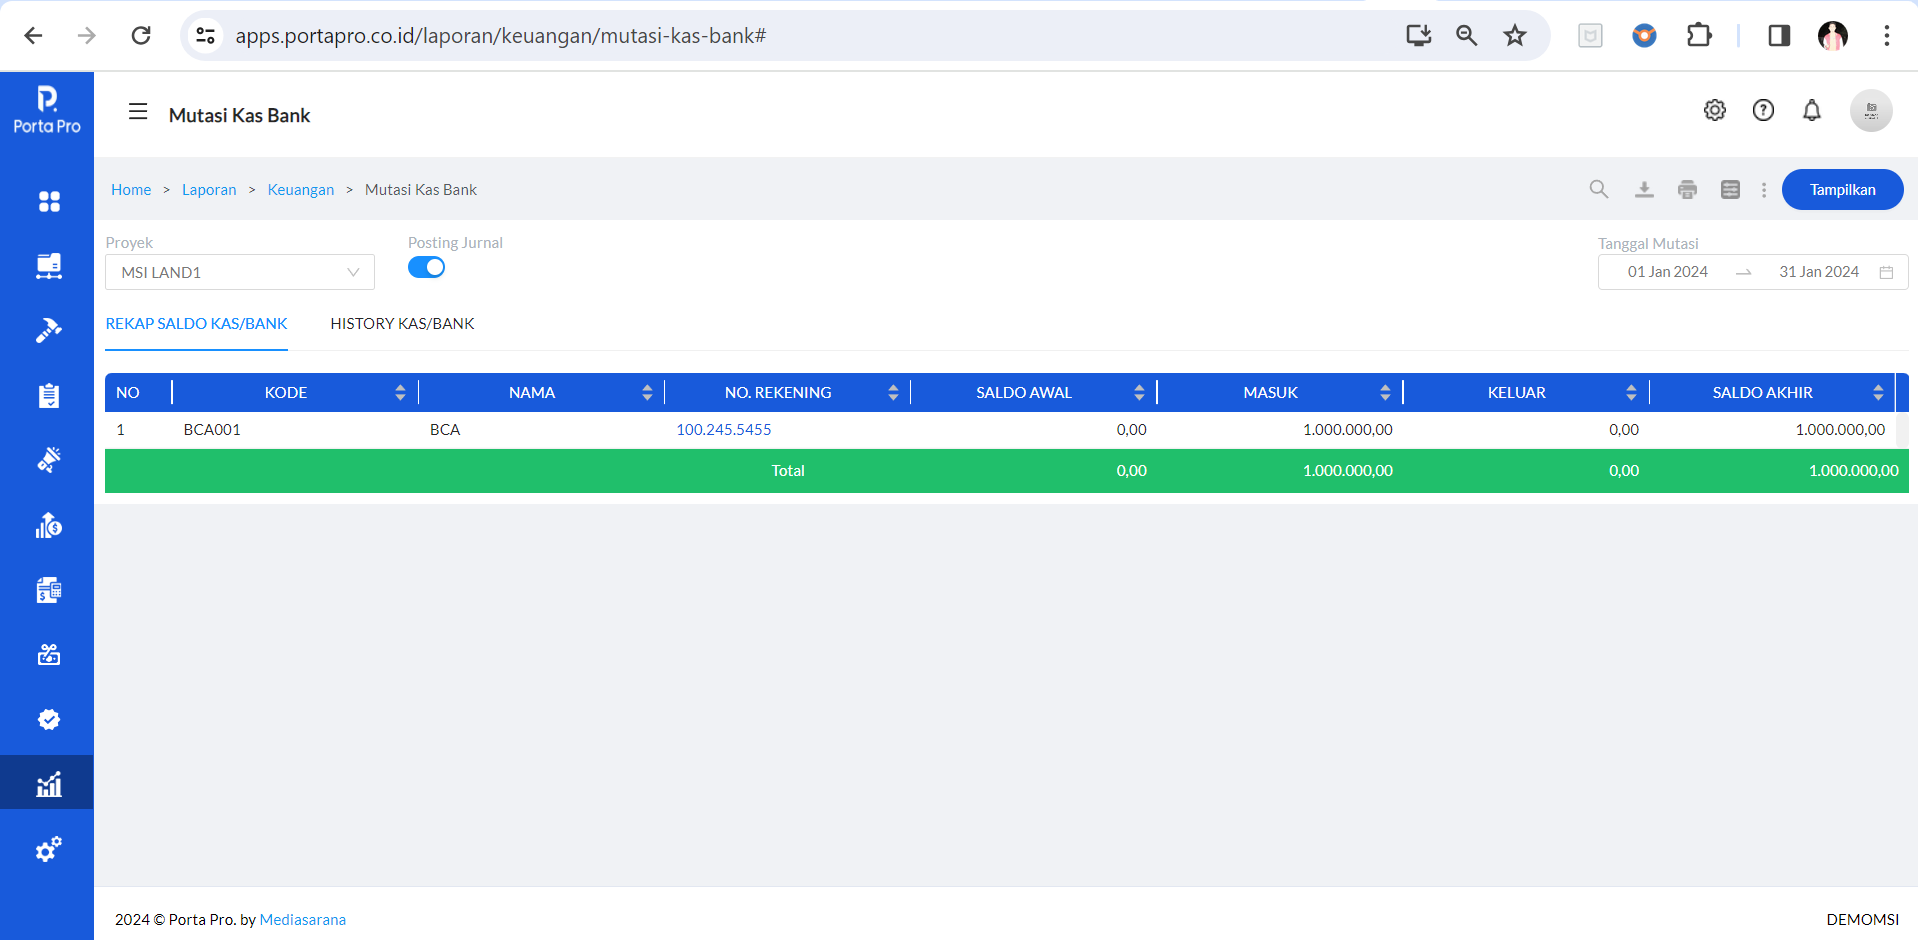 apps.portapro.co.id/laporan/keuangan/mutasi-kas-bank#
Porta Pro
Mutasi Kas Bank
Home > Laporan > Keuangan > Mutasi Kas Bank
Tampilkan
Proyek
Posting Jurnal
Tanggal Mutasi
MSI LAND1
01 Jan 2024
31 Jan 2024
REKAP SALDO KAS/BANK
HISTORY KAS/BANK
NO KODE NAMA NO. REKENING SALDO AWAL MASUK KELUAR SALDO AKHIR
1 BCA001 BCA 100.245.5455 0,00 1.000.000,00 0,00 1.000.000,00
Total 0,00 1.000.000,00 0,00 1.000.000,00
2024 © Porta Pro. by Mediasarana
DEMOMSI